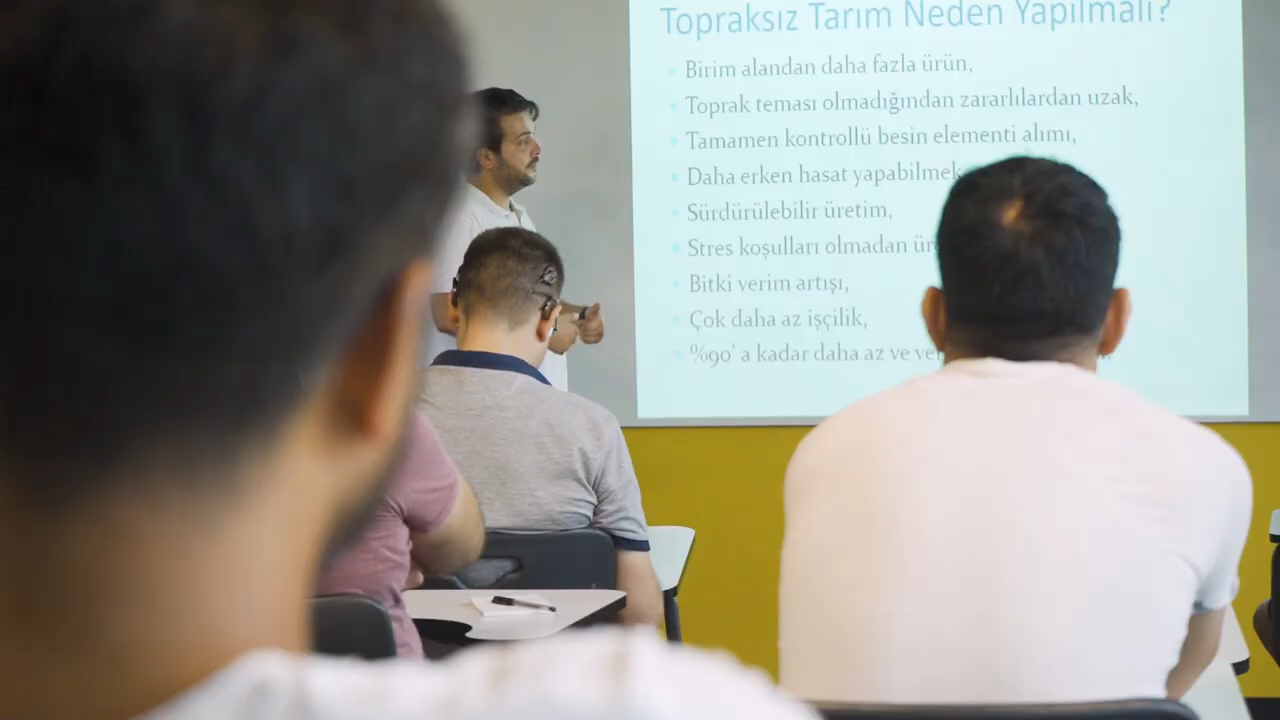 Topraksız Tarım Neden Yapılmalı?
Birim alandan daha fazla ürün,
Toprak teması olmadığından zararlılardan uzak,
Tamamen kontrollü besin elementi alımı,
Daha erken hasat yapabilmek
Sürdürülebilir üretim,
Stres koşulları olmadan
Bitki verim artışı,
Çok daha az işçilik,
%90' a kadar daha az ve